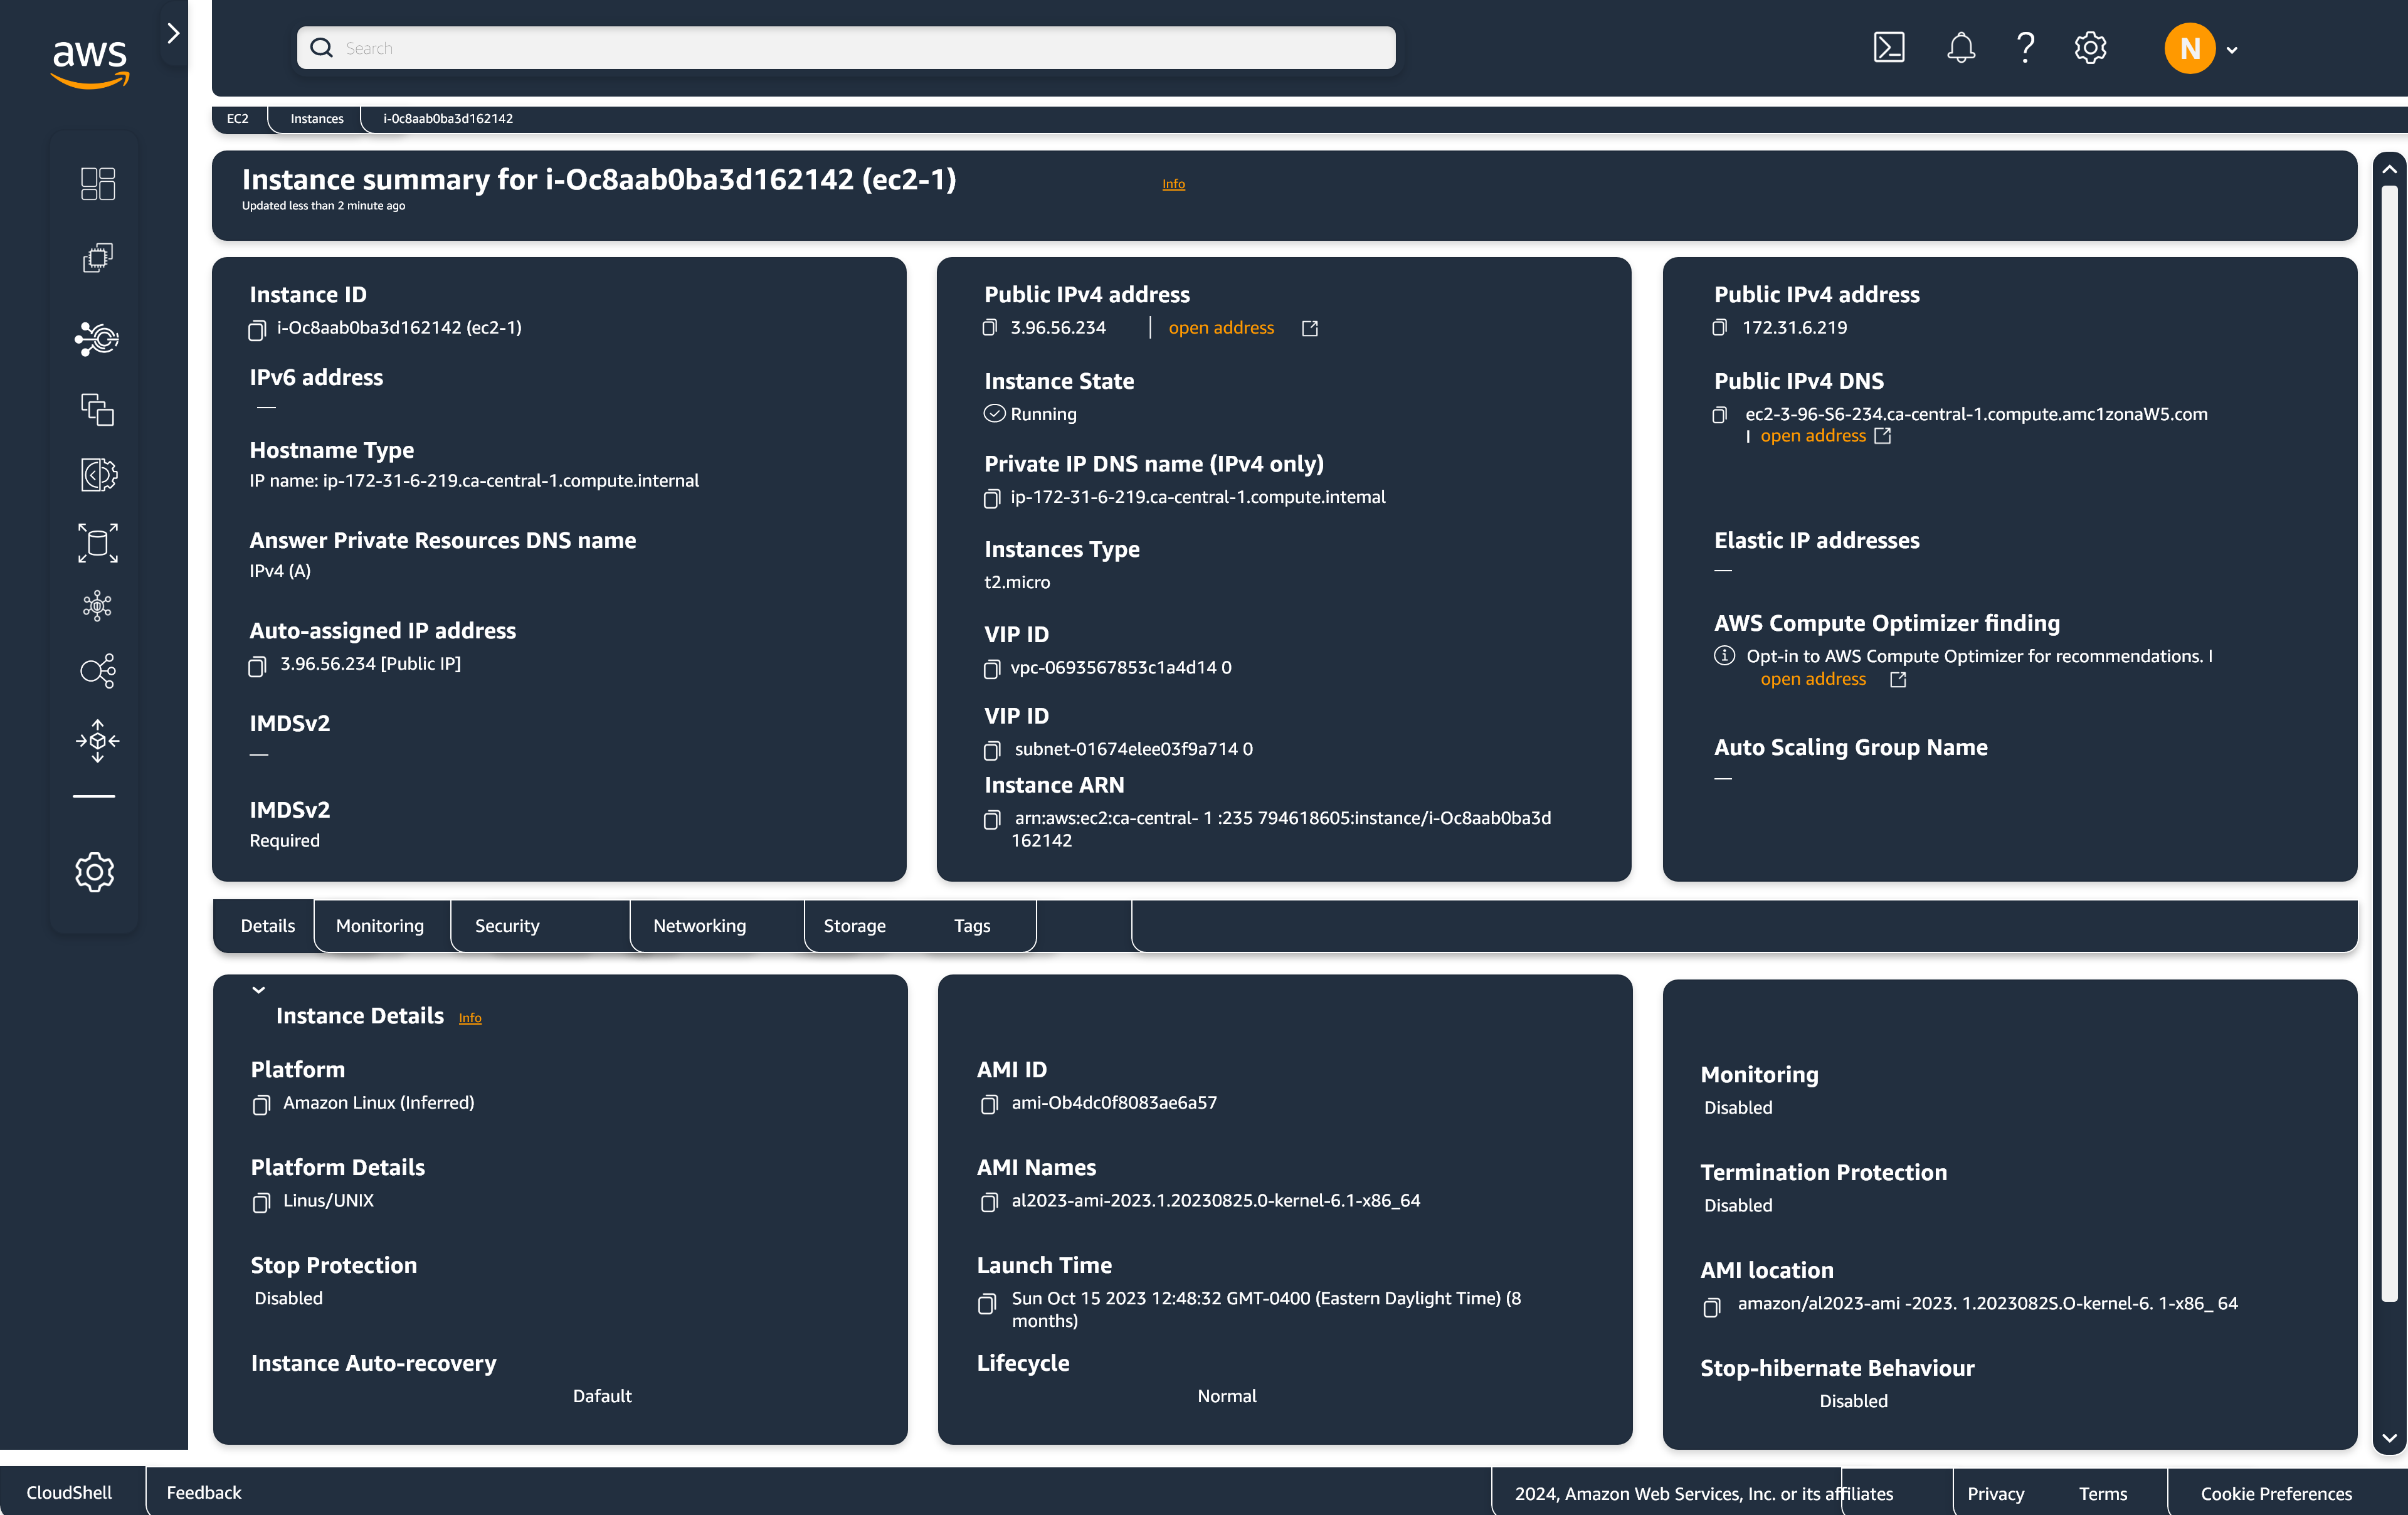 aws
Search
N
EC2
Instances
i-0c8aab0ba3d162142
Instance summary for i-Oc8aab0ba3d162142 (ec2-1)
Info
Updated less than 2 minute ago
Instance ID
i-Oc8aab0ba3d162142 (ec2-1)
IPv6 address
—
Hostname Type
IP name: ip-172-31-6-219.ca-central-1.compute.internal
Answer Private Resources DNS name
IPv4 (A)
Auto-assigned IP address
3.96.56.234 [Public IP]
IMDSv2
—
IMDSv2
Required
Public IPv4 address
3.96.56.234 | open address
Instance State
Running
Private IP DNS name (IPv4 only)
ip-172-31-6-219.ca-central-1.compute.intemal
Instances Type
t2.micro
VIP ID
vpc-0693567853c1a4d14 0
VIP ID
subnet-01674elee03f9a714 0
Instance ARN
arn:aws:ec2:ca-central- 1 :235 794618605:instance/i-Oc8aab0ba3d
162142
Public IPv4 address
172.31.6.219
Public IPv4 DNS
ec2-3-96-S6-234.ca-central-1.compute.amc1zonaW5.com
I open address
Elastic IP addresses
—
AWS Compute Optimizer finding
Opt-in to AWS Compute Optimizer for recommendations. I
open address
Auto Scaling Group Name
—
Details
Monitoring
Security
Networking
Storage
Tags
Instance Details Info
Platform
Amazon Linux (Inferred)
Platform Details
Linus/UNIX
Stop Protection
Disabled
Instance Auto-recovery
Dafault
AMI ID
ami-Ob4dc0f8083ae6a57
AMI Names
al2023-ami-2023.1.20230825.0-kernel-6.1-x86_64
Launch Time
Sun Oct 15 2023 12:48:32 GMT-0400 (Eastern Daylight Time) (8
months)
Lifecycle
Normal
Monitoring
Disabled
Termination Protection
Disabled
AMI location
amazon/al2023-ami -2023. 1.2023082S.O-kernel-6. 1-x86_ 64
Stop-hibernate Behaviour
Disabled
CloudShell
Feedback
2024, Amazon Web Services, Inc. or its affiliates
Privacy
Terms
Cookie Preferences